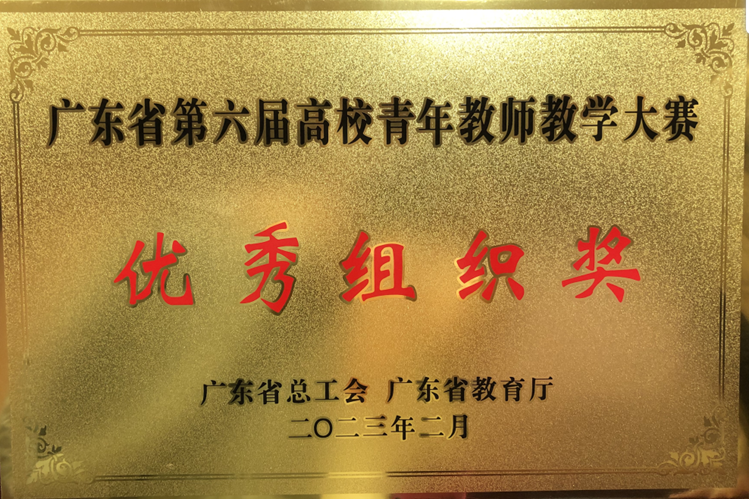 广东省第六届高校青年教师教学大赛
优秀组织奖
广东省总工会 广东省教育厅
二〇二三年二月